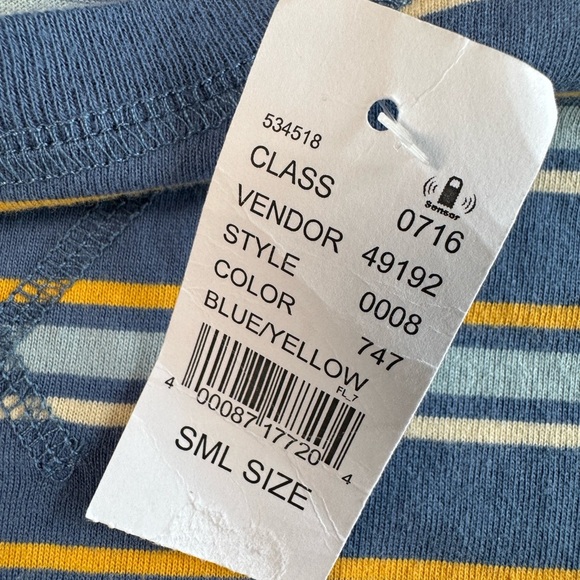 534518
Sensor
CLASS 0716
VENDOR 49192
STYLE 0008
COLOR 747
BLUE/YELLOW
FL_7
4 00087 17720 4
SML SIZE